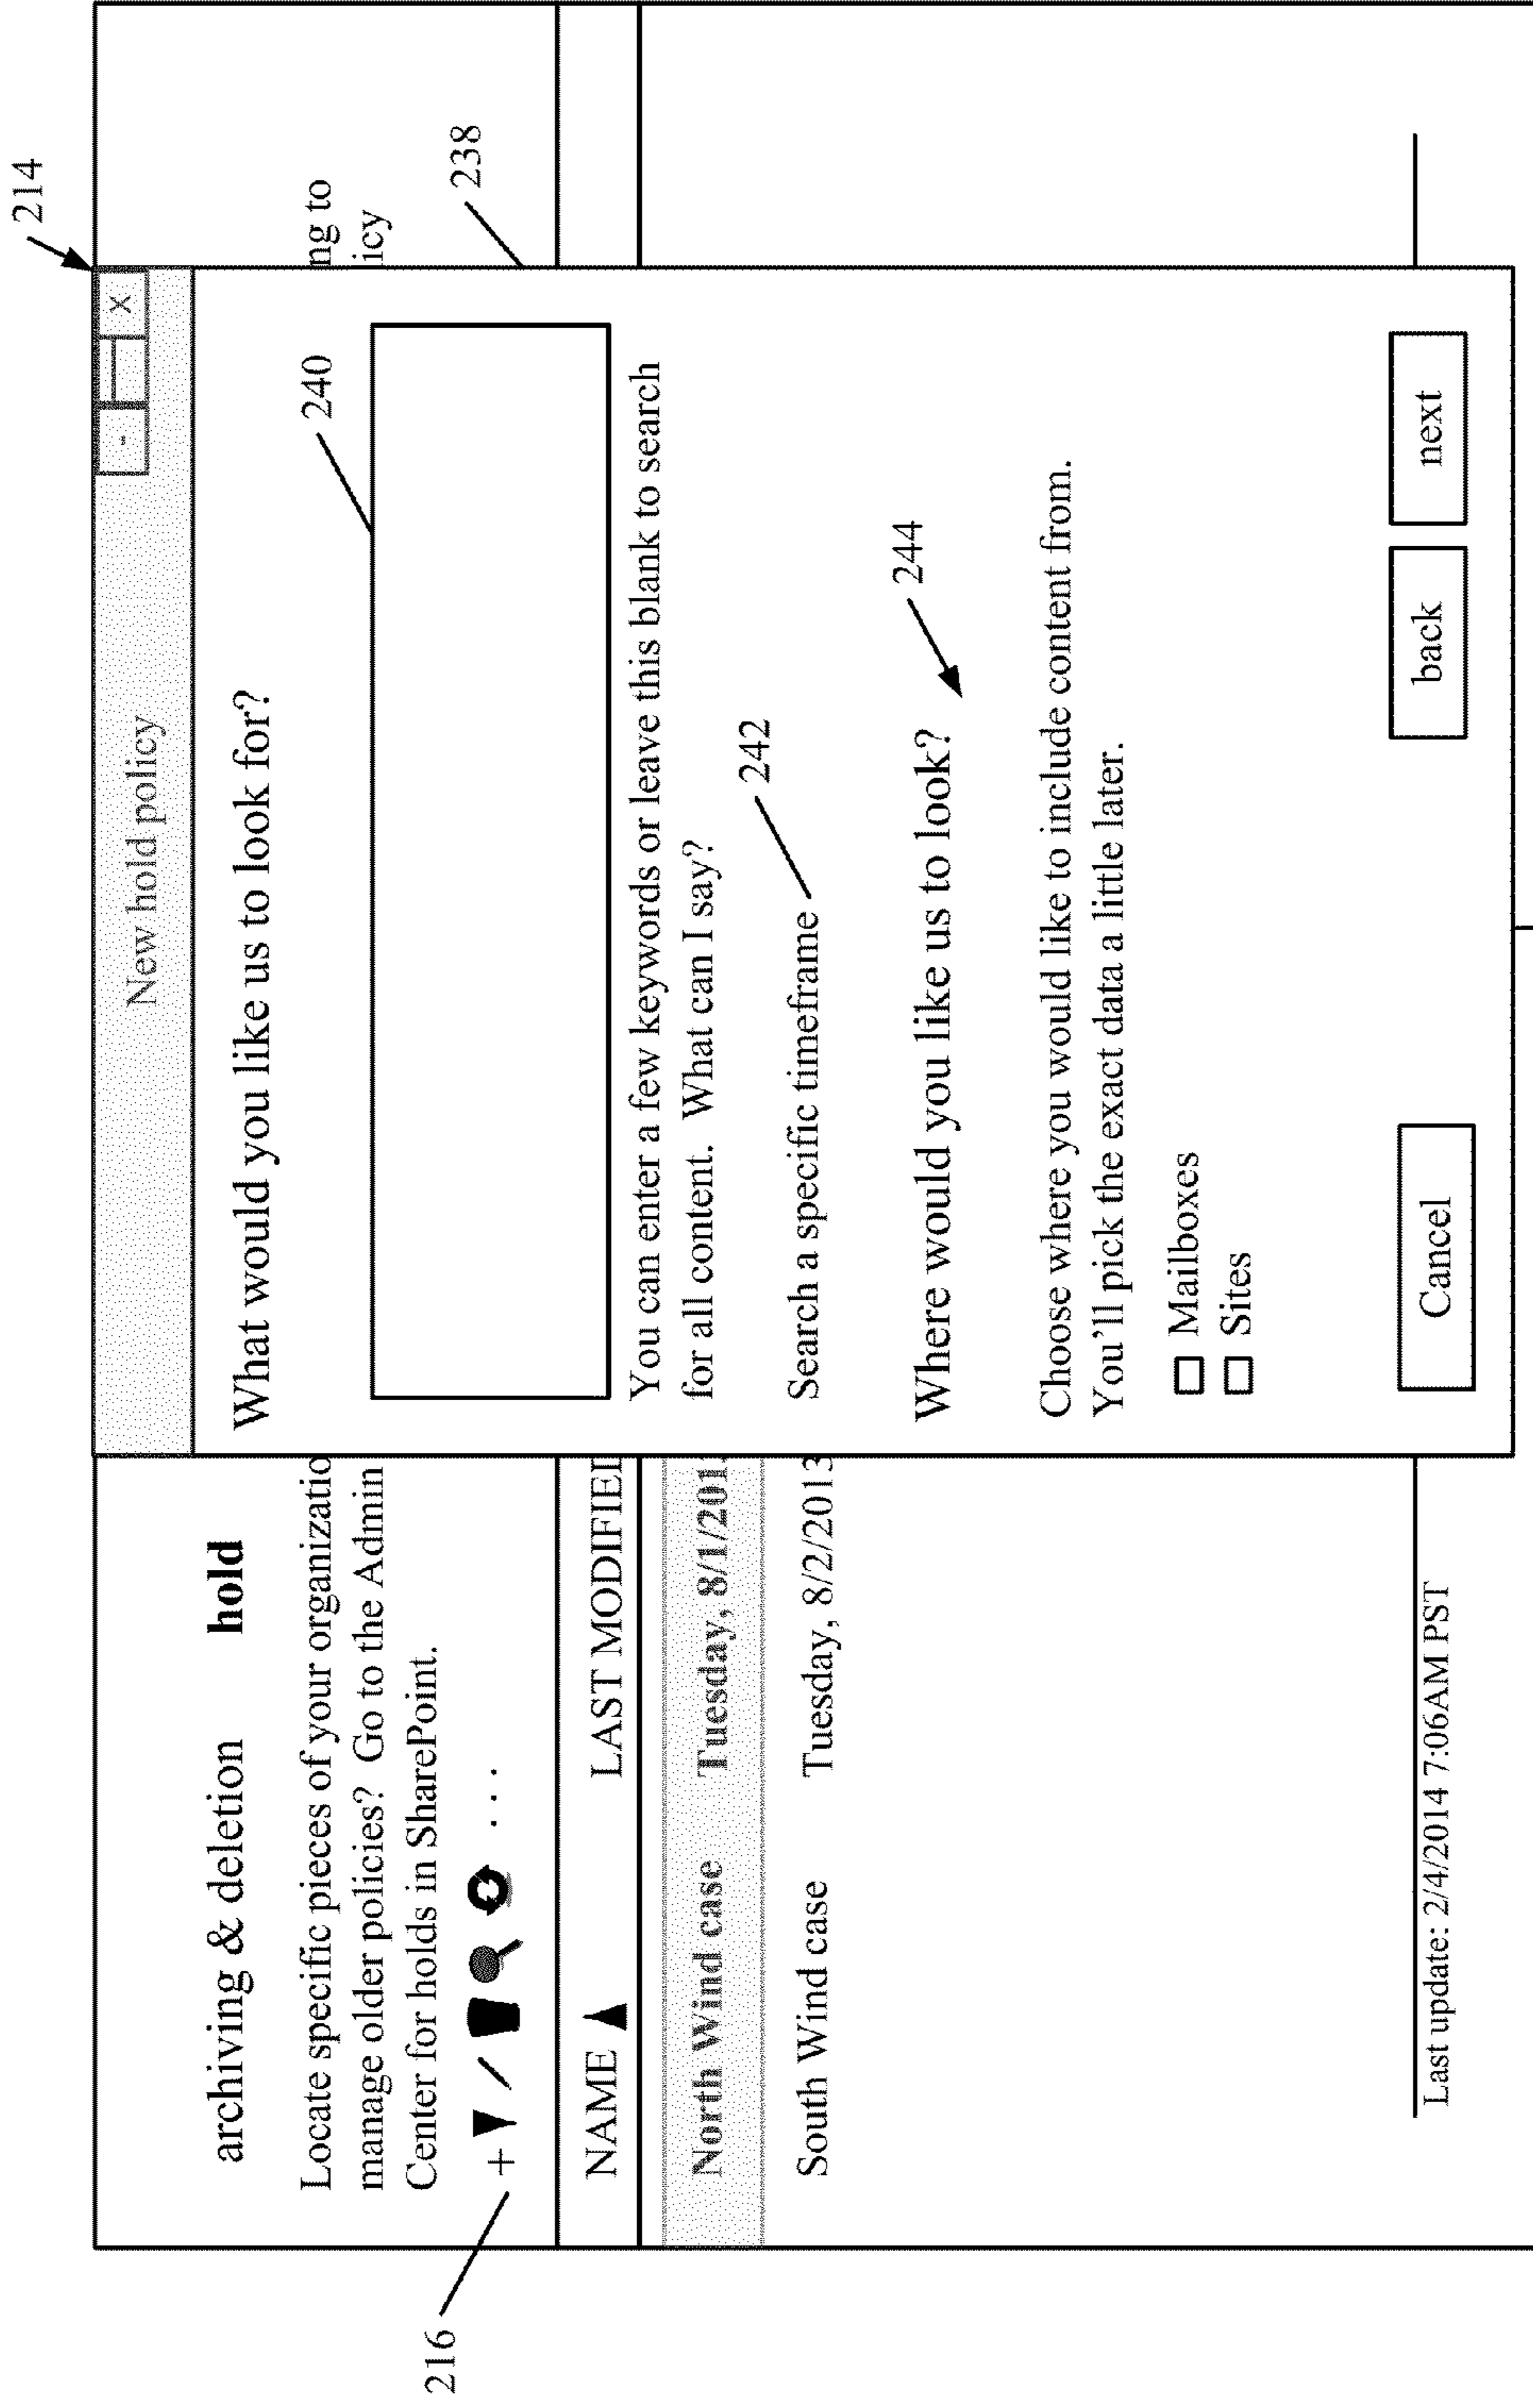 214
archiving & deletion hold
Locate specific pieces of your organizatio
manage older policies? Go to the Admin
Center for holds in SharePoint.
ng to
icy
216
+ ...
NAME LAST MODIFIED
North Wind case Tuesday, 8/1/201
South Wind case Tuesday, 8/2/2013
Last update: 2/4/2014 7:06AM PST
New hold policy
- X
238
What would you like us to look for?
240
You can enter a few keywords or leave this blank to search
for all content. What can I say?
242
Search a specific timeframe
244
Where would you like us to look?
Choose where you would like to include content from.
You'll pick the exact data a little later.
Mailboxes
Sites
Cancel back next